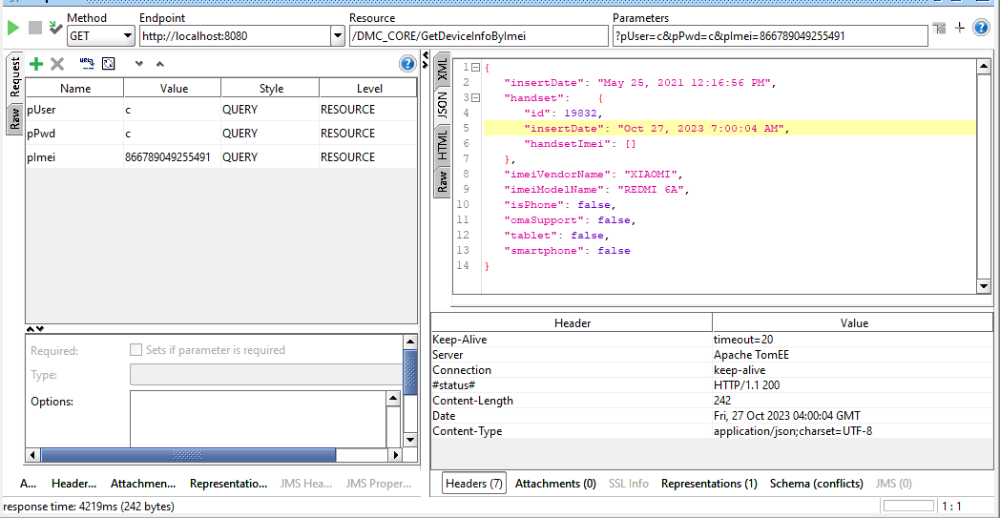 Method Endpoint Resource Parameters
GET http://localhost:8080 /DMC_CORE/GetDeviceInfoByImei ?pUser=c&pPwd=c&pImei=866789049255491
Request
Raw
Name Value Style Level
pUser c QUERY RESOURCE
pPwd c QUERY RESOURCE
pImei 866789049255491 QUERY RESOURCE
Required: Sets if parameter is required
Type:
Options:
A... Header... Attachmen... Representatio... JMS Hea... JMS Proper...
XML
JSON
HTML
Raw
1 {
2 "insertDate": "May 25, 2021 12:16:56 PM",
3 "handset": {
4 "id": 19832,
5 "insertDate": "Oct 27, 2023 7:00:04 AM",
6 "handsetImei": []
7 },
8 "imeiVendorName": "XIAOMI",
9 "imeiModelName": "REDMI 6A",
10 "isPhone": false,
11 "omaSupport": false,
12 "tablet": false,
13 "smartphone": false
14 }
Header Value
Keep-Alive timeout=20
Server Apache TomEE
Connection keep-alive
#status# HTTP/1.1 200
Content-Length 242
Date Fri, 27 Oct 2023 04:00:04 GMT
Content-Type application/json;charset=UTF-8
Headers (7) Attachments (0) SSL Info Representations (1) Schema (conflicts) JMS (0)
response time: 4219ms (242 bytes)
1 : 1